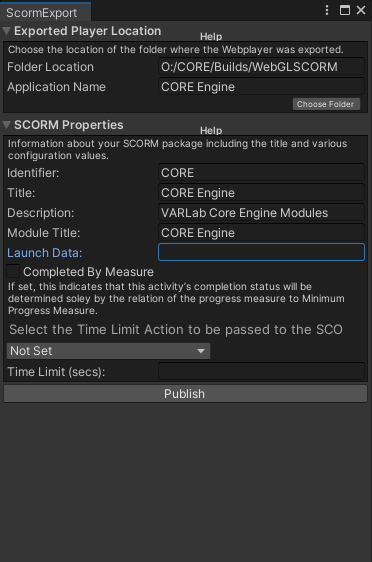 ScormExport
Exported Player Location
Help
Choose the location of the folder where the Webplayer was exported.
Folder Location O:/CORE/Builds/WebGLSCORM
Application Name CORE Engine
Choose Folder
SCORM Properties
Help
Information about your SCORM package including the title and various
configuration values.
Identifier: CORE
Title: CORE Engine
Description: VARLab Core Engine Modules
Module Title: CORE Engine
Launch Data:
Completed By Measure
If set, this indicates that this activity's completion status will be
determined soley by the relation of the progress measure to Minimum
Progress Measure.
Select the Time Limit Action to be passed to the SCO
Not Set
Time Limit (secs):
Publish